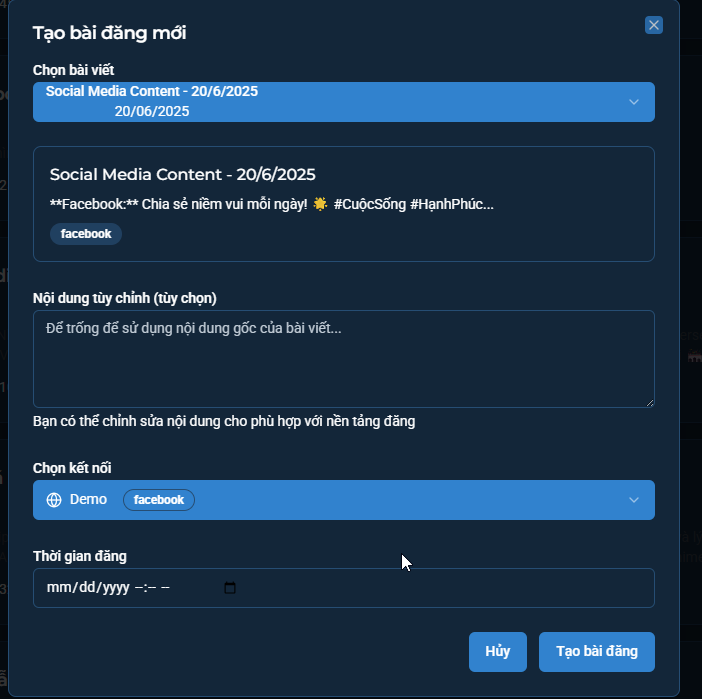 Tạo bài đăng mới
Chọn bài viết
Social Media Content - 20/6/2025
20/06/2025
Social Media Content - 20/6/2025
**Facebook:** Chia sẻ niềm vui mỗi ngày! 🌟 #CuộcSống #HạnhPhúc...
facebook
Nội dung tùy chỉnh (tùy chọn)
Để trống để sử dụng nội dung gốc của bài viết...
Bạn có thể chỉnh sửa nội dung cho phù hợp với nền tảng đăng
Chọn kết nối
Demo facebook
Thời gian đăng
mm/dd/yyyy --:-- --
Hủy Tạo bài đăng